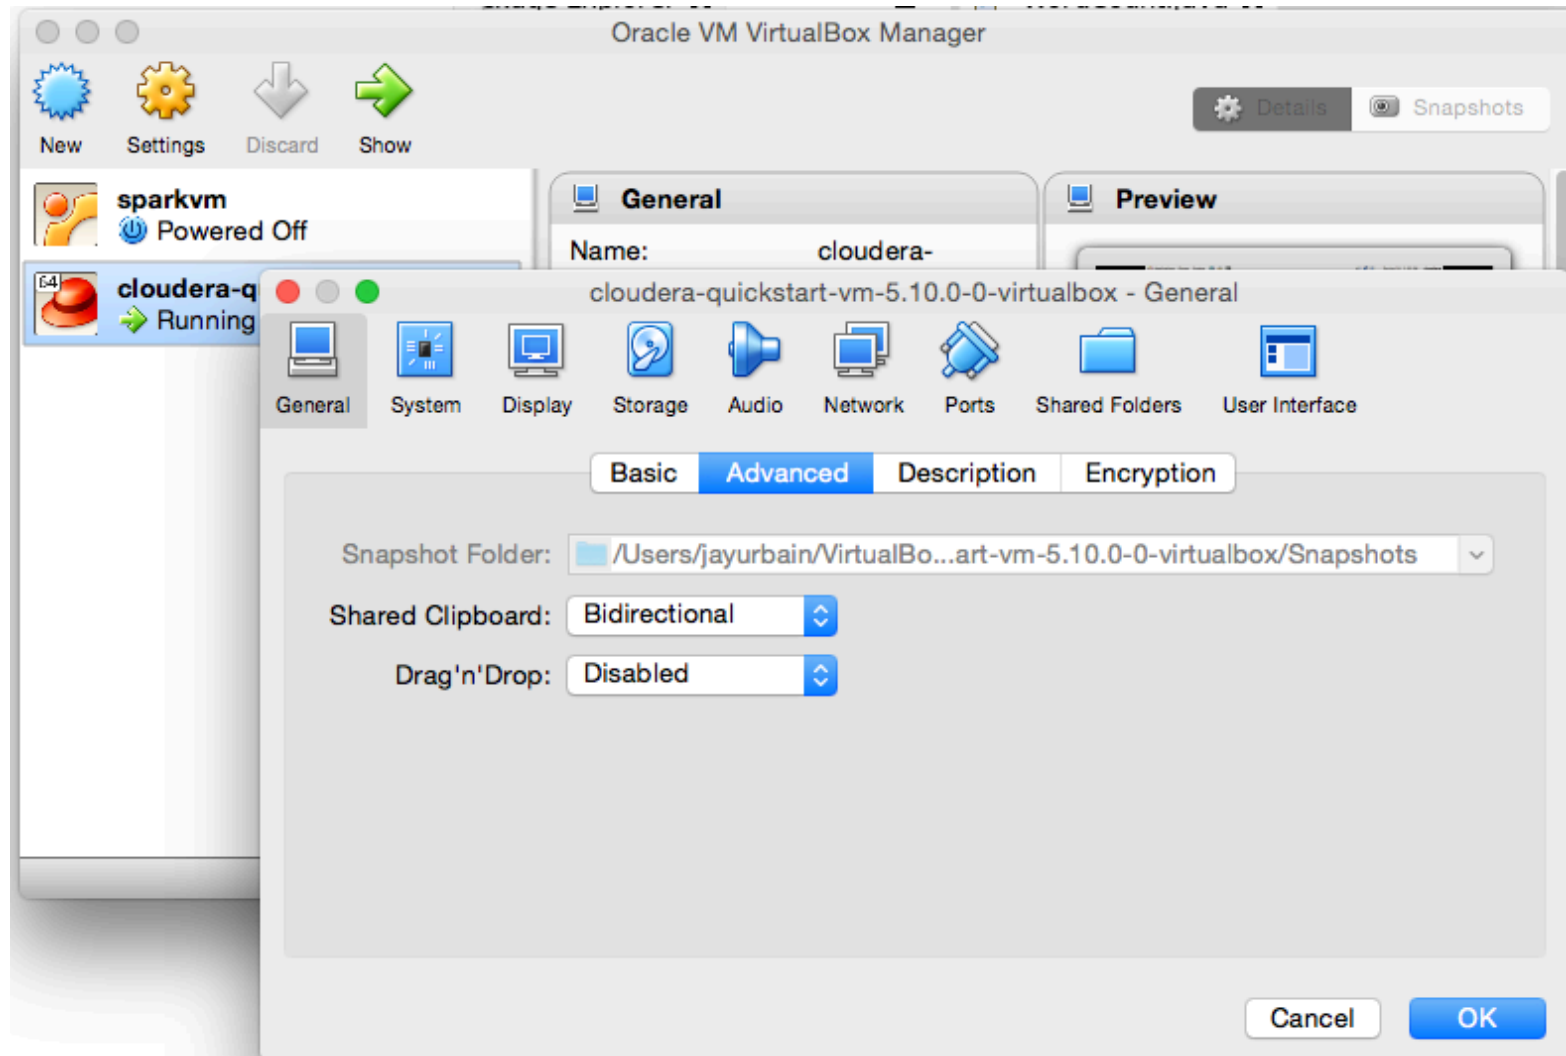 Oracle VM VirtualBox Manager
New
Settings
Discard
Show
Details
Snapshots
sparkvm
Powered Off
64
cloudera-q
Running
General
Name:
cloudera-
Preview
cloudera-quickstart-vm-5.10.0-0-virtualbox - General
General
System
Display
Storage
Audio
Network
Ports
Shared Folders
User Interface
Basic
Advanced
Description
Encryption
Snapshot Folder:
/Users/jayurbain/VirtualBo...art-vm-5.10.0-0-virtualbox/Snapshots
Shared Clipboard:
Bidirectional
Drag'n'Drop:
Disabled
Cancel
OK